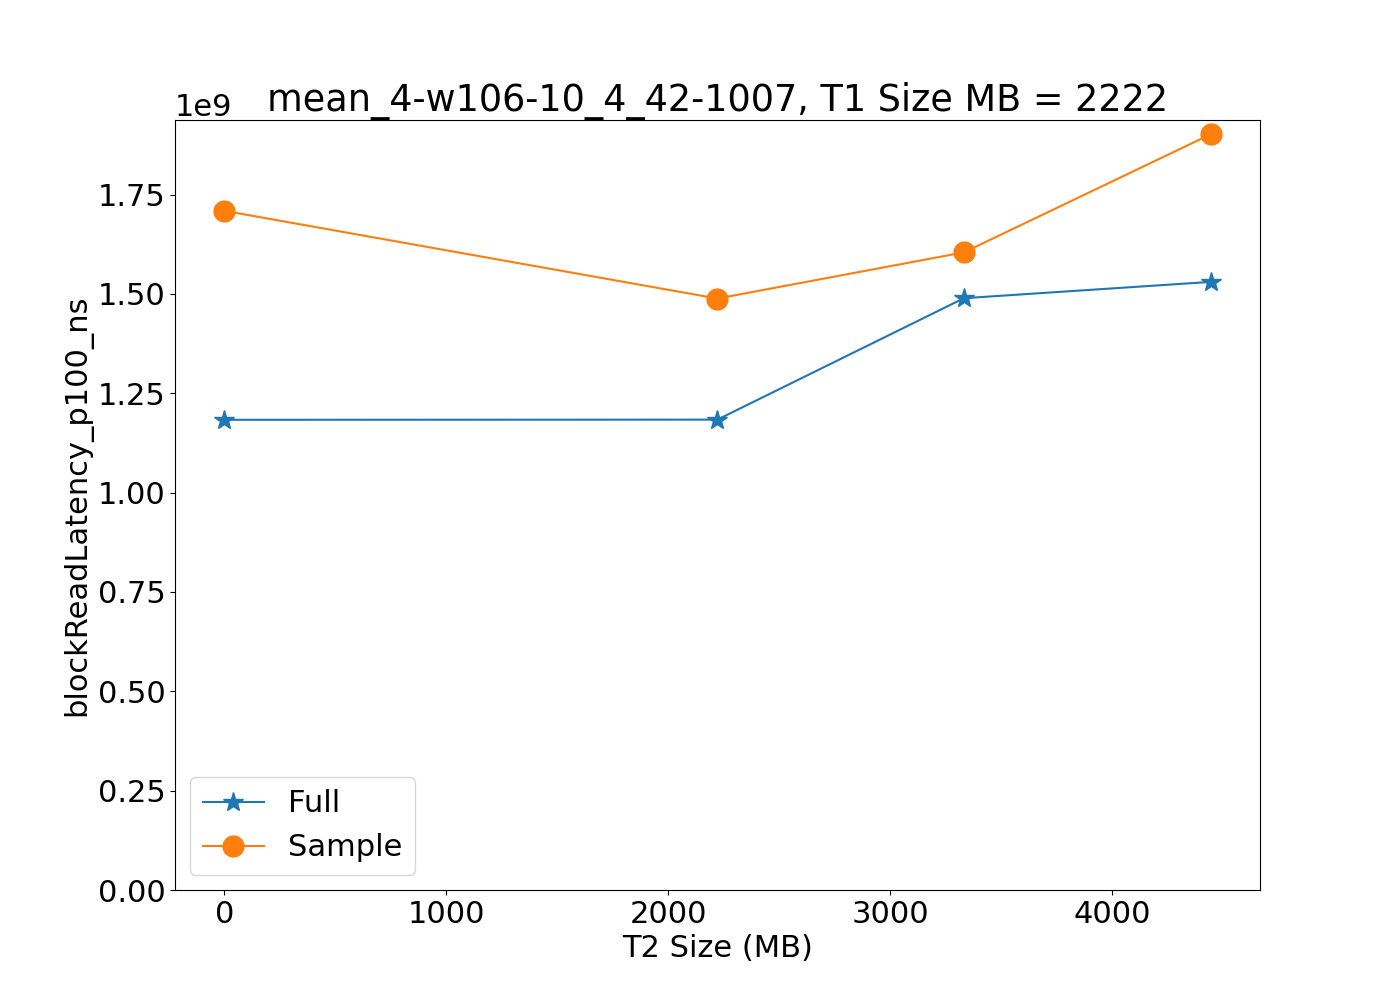 1e9
mean_4-w106-10_4_42-1007, T1 Size MB = 2222
1.75
1.50
1.25
1.00
0.75
0.50
0.25
0.00
blockReadLatency_p100_ns
Full
Sample
0 1000 2000 3000 4000
T2 Size (MB)